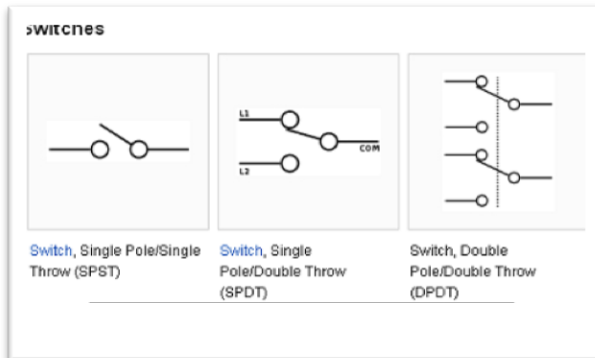 Switches
L1
COM
L2
Switch, Single Pole/Single
Throw (SPST)
Switch, Single
Pole/Double Throw
(SPDT)
Switch, Double
Pole/Double Throw
(DPDT)